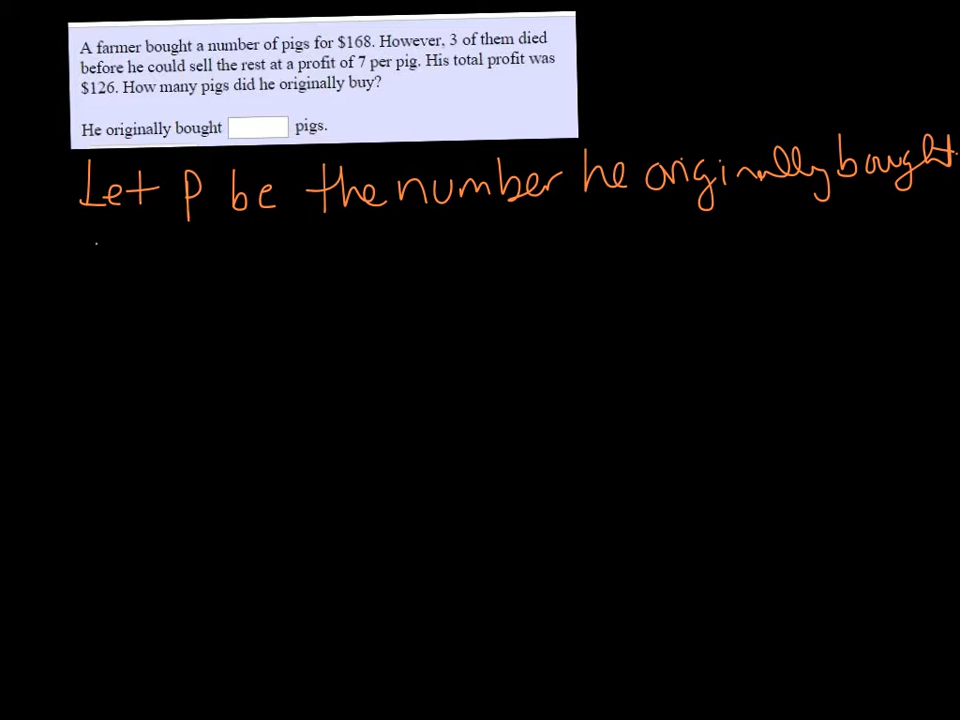 A farmer bought a number of pigs for $168. However, 3 of them died
before he could sell the rest at a profit of 7 per pig. His total profit was
$126. How many pigs did he originally buy?
He originally bought pigs.
Let P be the number he originally bought.